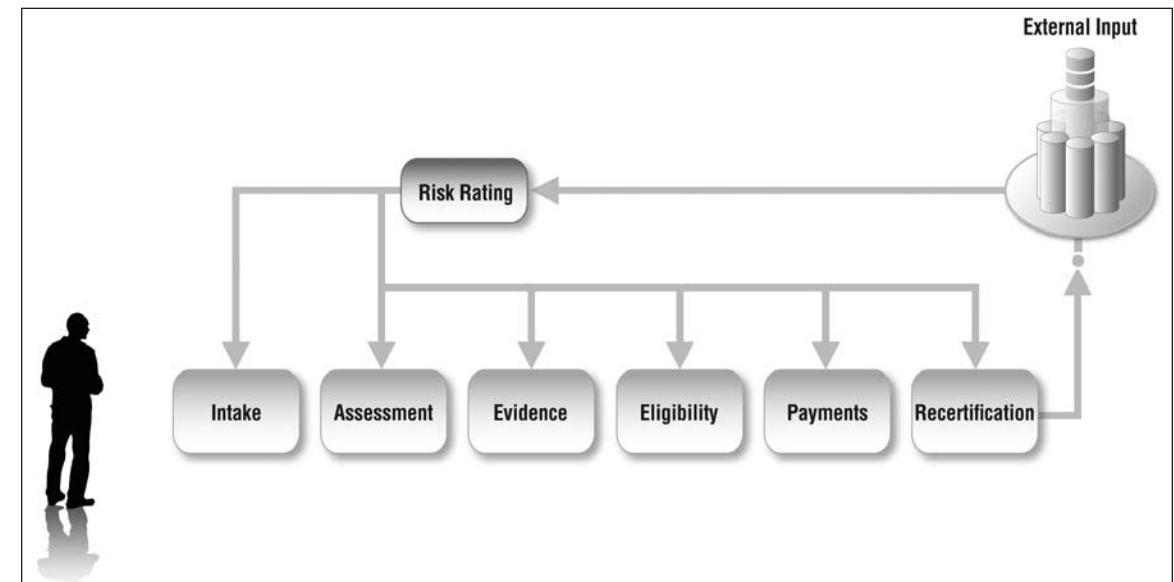 External Input
Risk Rating
Intake
Assessment
Evidence
Eligibility
Payments
Recertification